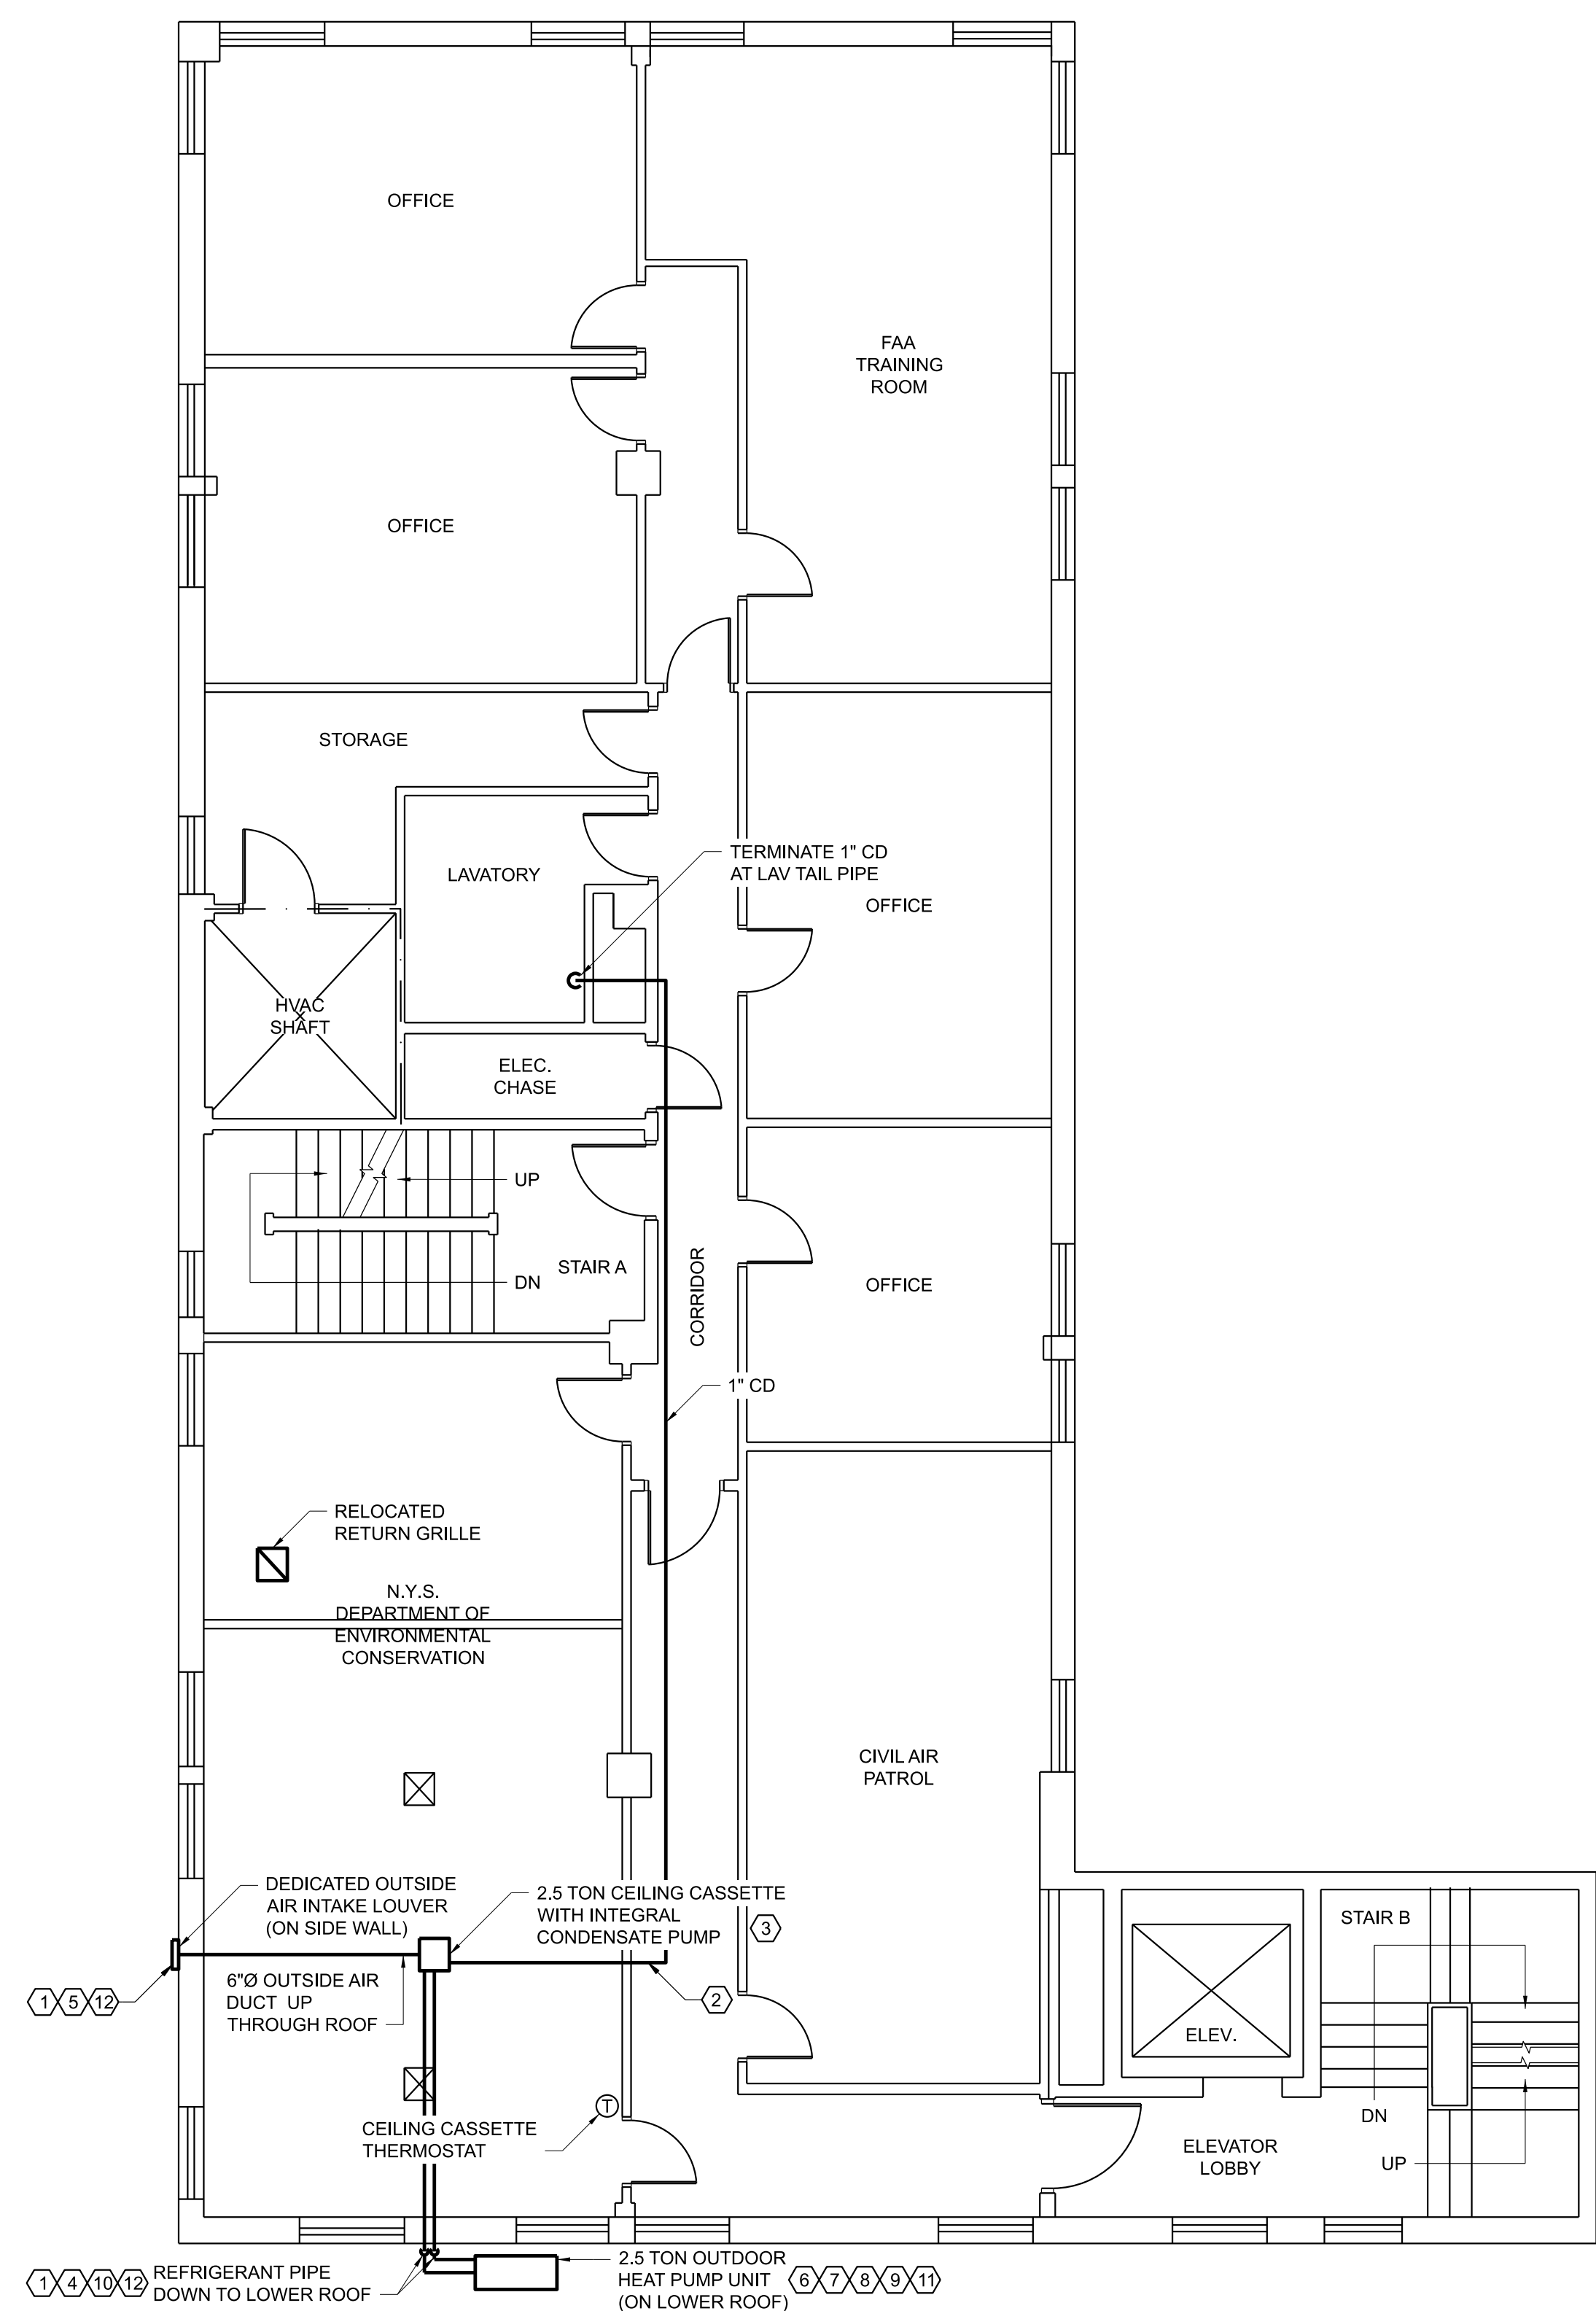 OFFICE
FAA
TRAINING
ROOM
OFFICE
STORAGE
TERMINATE 1" CD
AT LAV TAIL PIPE
LAVATORY
OFFICE
HVAC
X
SHAFT
ELEC.
CHASE
UP
STAIR A
DN
CORRIDOR
OFFICE
1" CD
RELOCATED
RETURN GRILLE
N.Y.S.
DEPARTMENT OF
ENVIRONMENTAL
CONSERVATION
CIVIL AIR
PATROL
DEDICATED OUTSIDE
AIR INTAKE LOUVER
(ON SIDE WALL)
2.5 TON CEILING CASSETTE
WITH INTEGRAL
CONDENSATE PUMP
3
STAIR B
6"Ø OUTSIDE AIR
DUCT UP
THROUGH ROOF
1 5 12
2
ELEV.
T
CEILING CASSETTE
THERMOSTAT
DN
ELEVATOR
LOBBY
UP
1 4 10 12
REFRIGERANT PIPE
DOWN TO LOWER ROOF
2.5 TON OUTDOOR
HEAT PUMP UNIT
(ON LOWER ROOF)
6 7 8 9 11